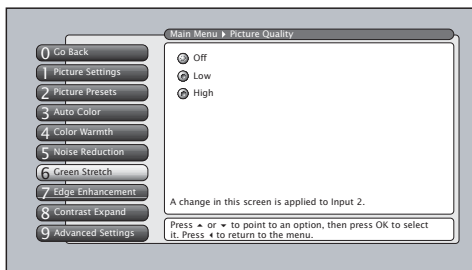 Main Menu ▶ Picture Quality
0 Go Back
1 Picture Settings
2 Picture Presets
3 Auto Color
4 Color Warmth
5 Noise Reduction
6 Green Stretch
7 Edge Enhancement
8 Contrast Expand
9 Advanced Settings
Off
Low
High
A change in this screen is applied to Input 2.
Press ▲ or ▼ to point to an option, then press OK to select
it. Press ◀ to return to the menu.